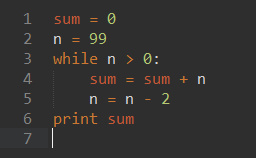 1 sum = 0
2 n = 99
3 while n > 0:
4     sum = sum + n
5     n = n - 2
6 print sum
7